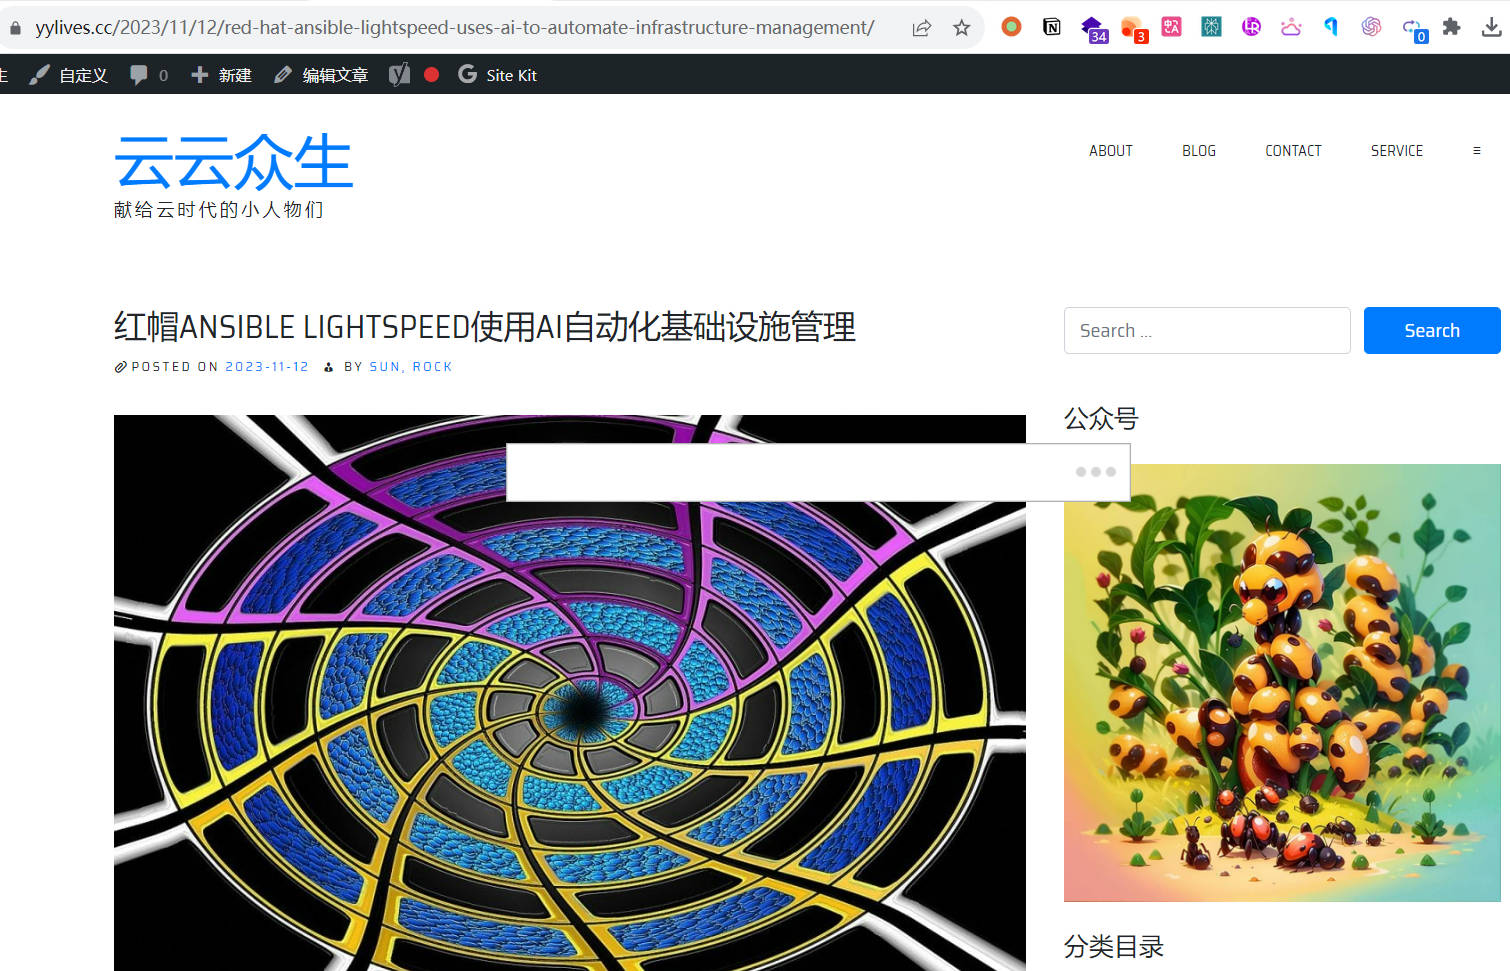 yylives.cc/2023/11/12/red-hat-ansible-lightspeed-uses-ai-to-automate-infrastructure-management/
34 3 0
自定义 0 新建 编辑文章 Site Kit
云云众生
献给云时代的小人物们
ABOUT BLOG CONTACT SERVICE ≡
红帽ANSIBLE LIGHTSPEED使用AI自动化基础设施管理
POSTED ON 2023-11-12 BY SUN, ROCK
Search ... Search
公众号
分类目录